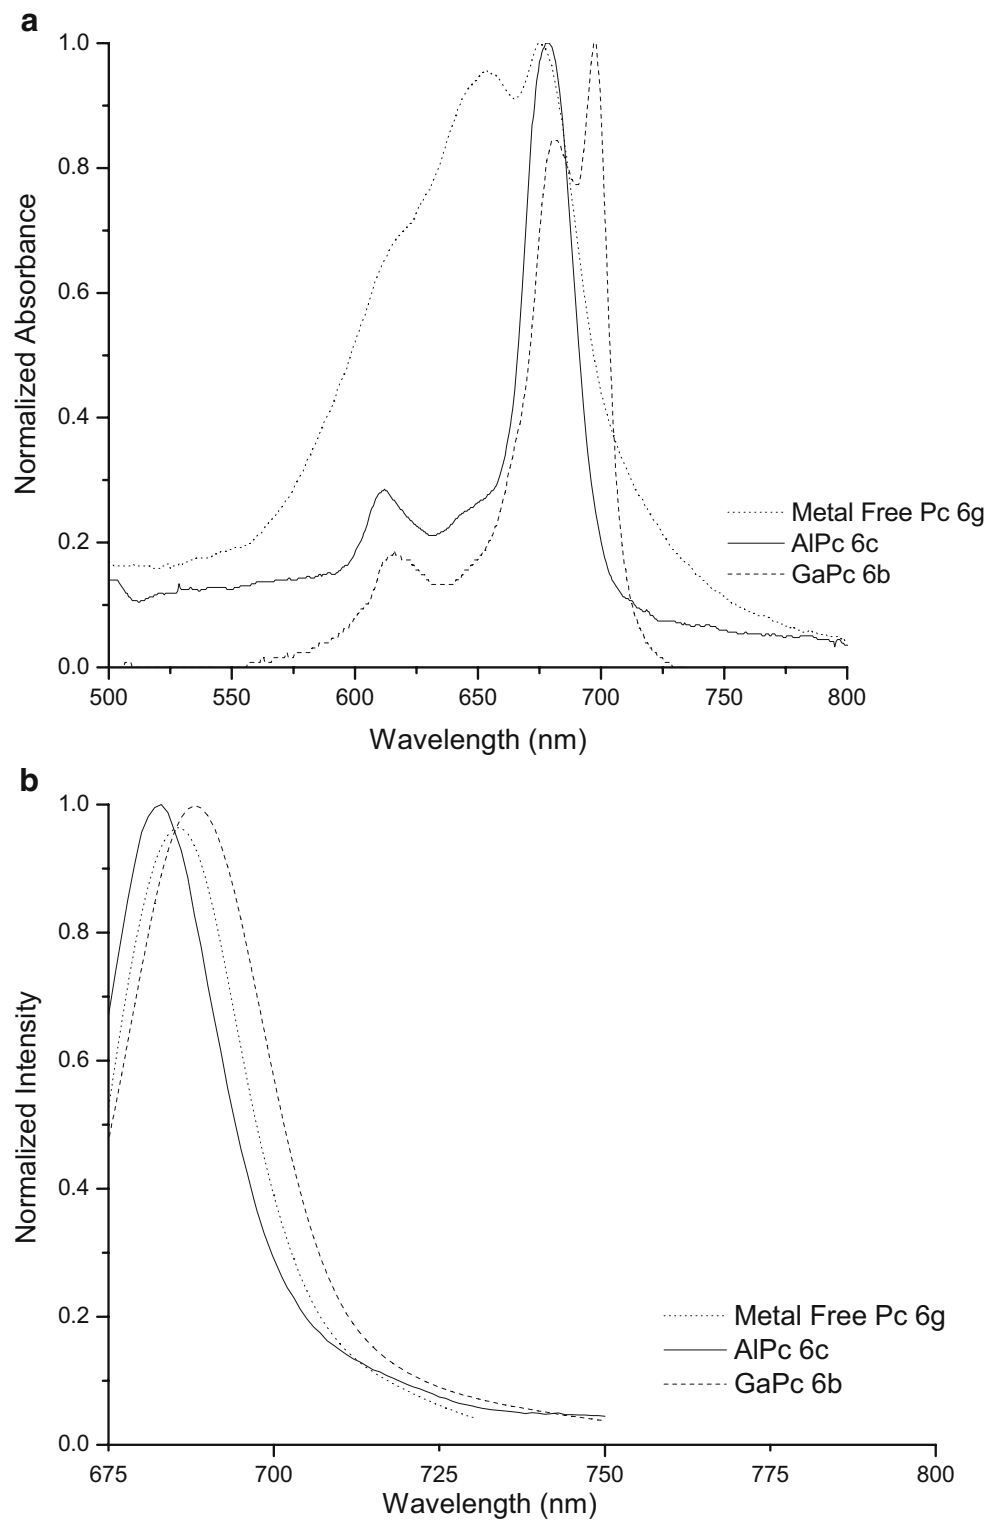 a
1.0
0.8
0.6
0.4
0.2
0.0
Normalized Absorbance
500 550 600 650 700 750 800
Wavelength (nm)
Metal Free Pc 6g
AlPc 6c
GaPc 6b
b
1.0
0.8
0.6
0.4
0.2
0.0
Normalized Intensity
675 700 725 750 775 800
Wavelength (nm)
Metal Free Pc 6g
AlPc 6c
GaPc 6b